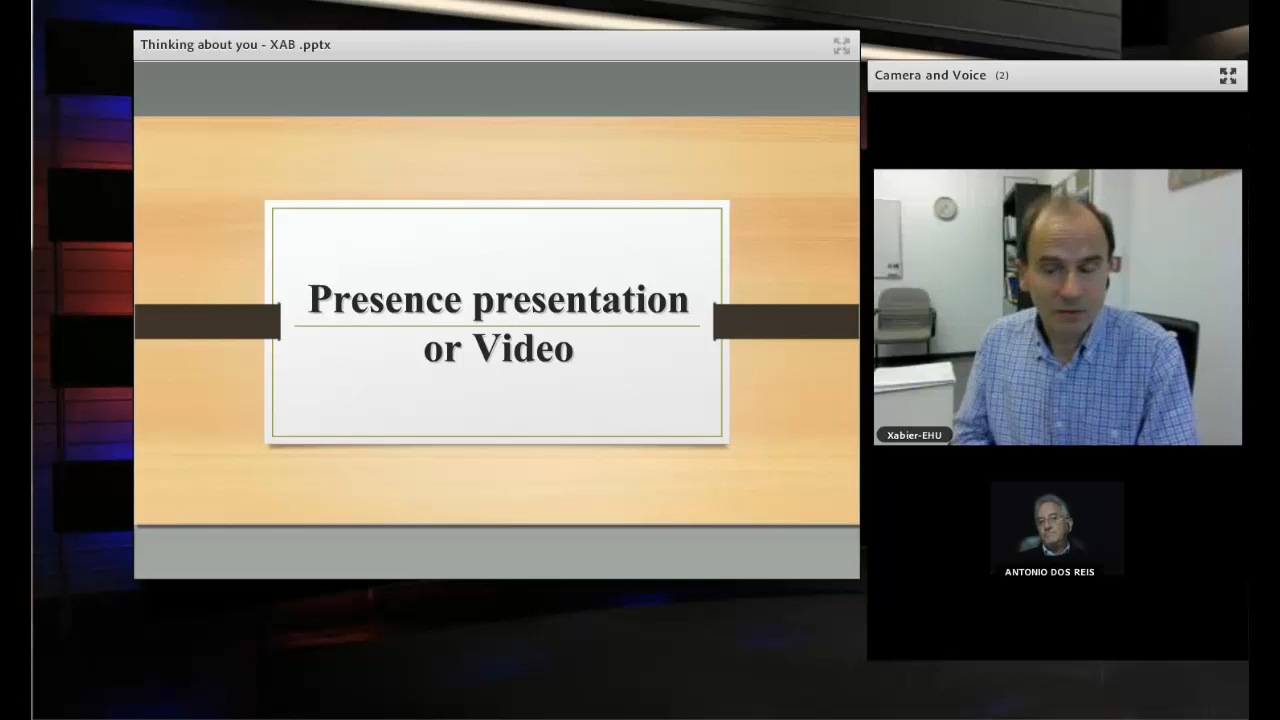 Thinking about you - XAB .pptx
Camera and Voice (2)
Presence presentation
or Video
Xabier-EHU
ANTONIO DOS REIS